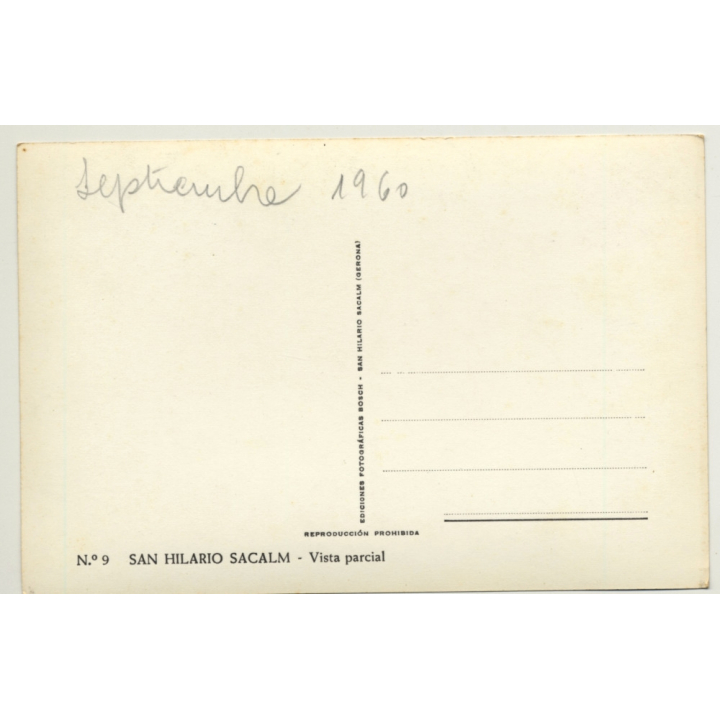 Septiembre 1960
EDICIONES FOTOGRÁFICAS BOSCH - SAN HILARIO SACALM (GERONA)
REPRODUCCIÓN PROHIBIDA
N.º 9 SAN HILARIO SACALM - Vista parcial